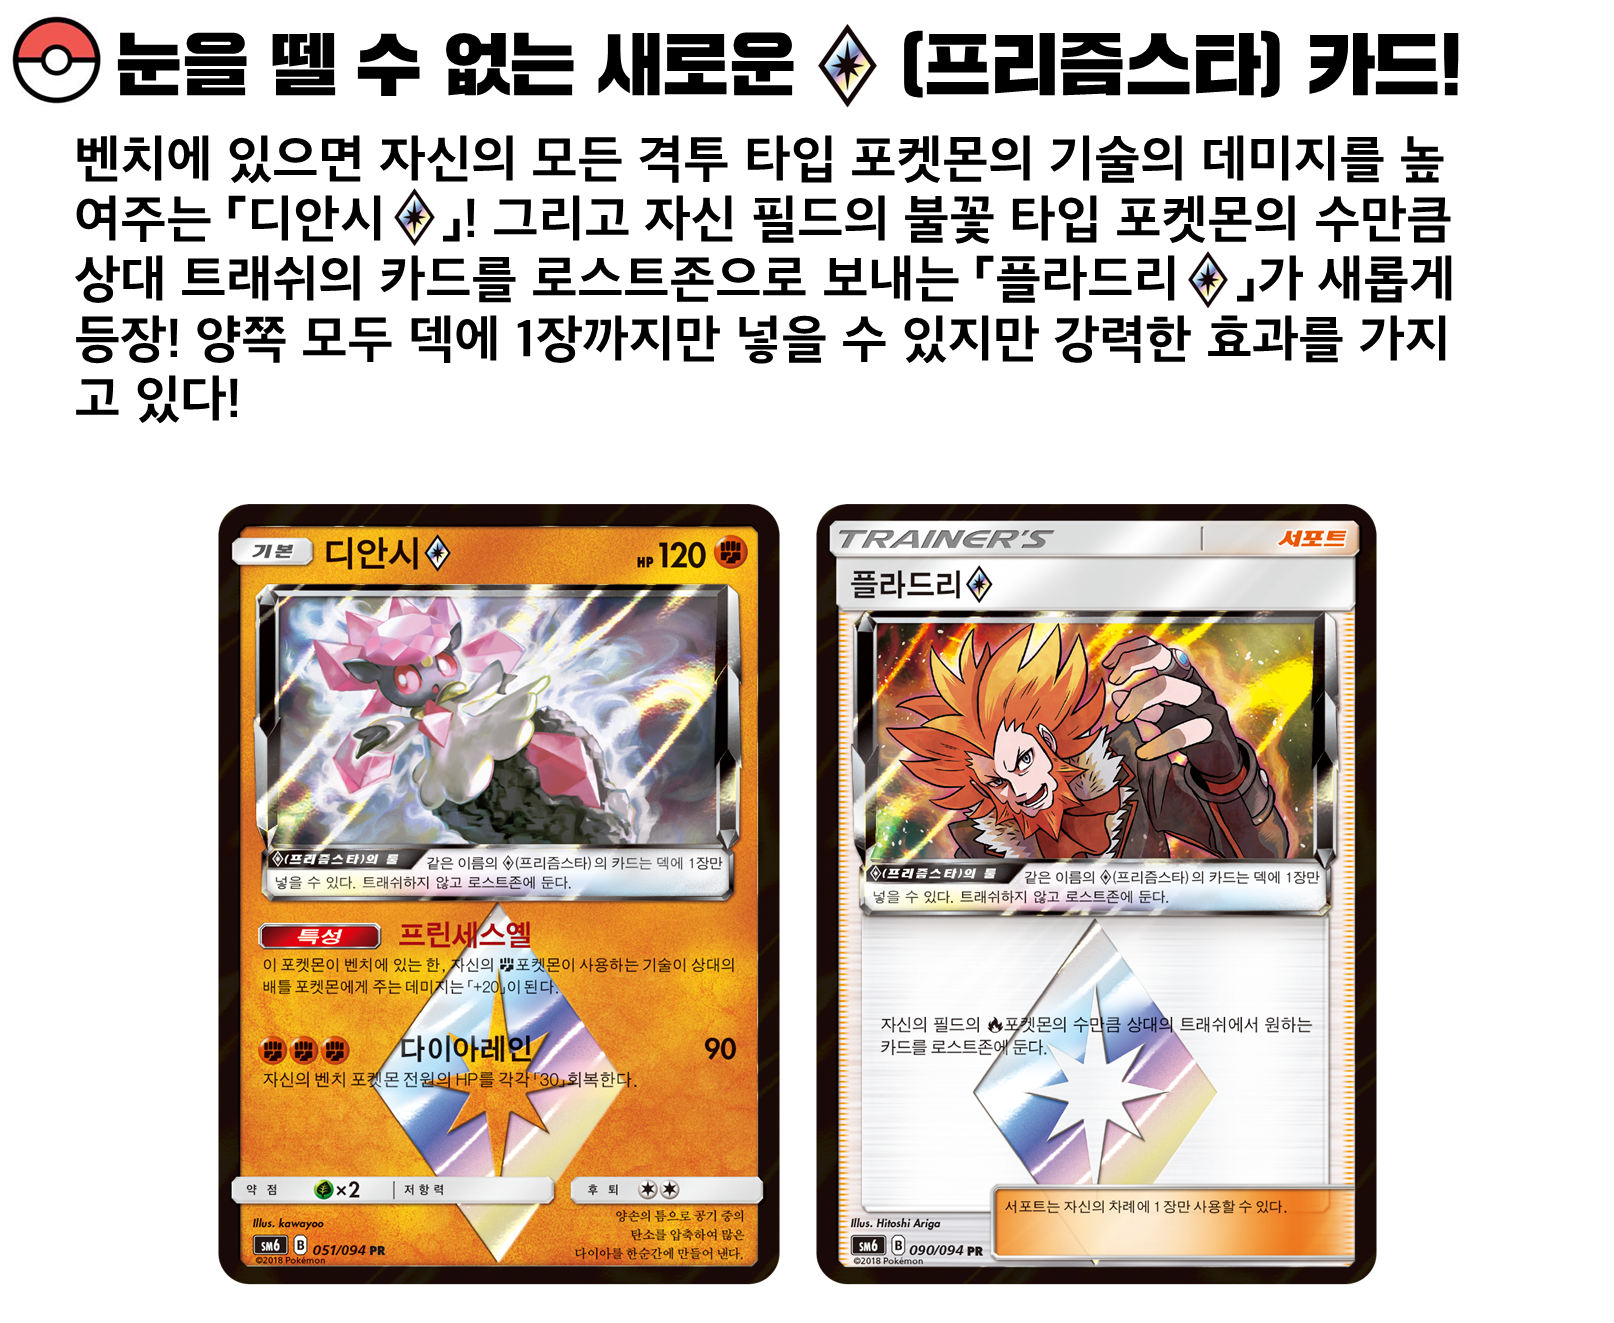 눈을 뗄 수 없는 새로운 (프리즘스타) 카드!
벤치에 있으면 자신의 모든 격투 타입 포켓몬의 기술의 데미지를 높
여주는 「디안시」! 그리고 자신 필드의 불꽃 타입 포켓몬의 수만큼
상대 트래쉬의 카드를 로스트존으로 보내는 「플라드리」가 새롭게
등장! 양쪽 모두 덱에 1장까지만 넣을 수 있지만 강력한 효과를 가지
고 있다!
기본 디안시 HP 120
(프리즘스타)의 룰 같은 이름의 (프리즘스타)의 카드는 덱에 1장만
넣을 수 있다. 트래쉬하지 않고 로스트존에 둔다.
특성 프린세스옐
이 포켓몬이 벤치에 있는 한, 자신의 포켓몬이 사용하는 기술이 상대의
배틀 포켓몬에게 주는 데미지는 「+20」이 된다.
다이아레인 90
자신의 벤치 포켓몬 전원의 HP를 각각 「30」회복한다.
약점 ×2 저항력 후퇴
Illus. kawayoo
양손의 틈으로 공기 중의
탄소를 압축하여 많은
다이아를 한순간에 만들어 낸다.
SM6 B 051/094 PR
©2018 Pokémon
TRAINER'S 서포트
플라드리
(프리즘스타)의 룰 같은 이름의 (프리즘스타)의 카드는 덱에 1장만
넣을 수 있다. 트래쉬하지 않고 로스트존에 둔다.
자신의 필드의 포켓몬의 수만큼 상대의 트래쉬에서 원하는
카드를 로스트존에 둔다.
서포트는 자신의 차례에 1장만 사용할 수 있다.
Illus. Hitoshi Ariga
SM6 B 090/094 PR
©2018 Pokémon